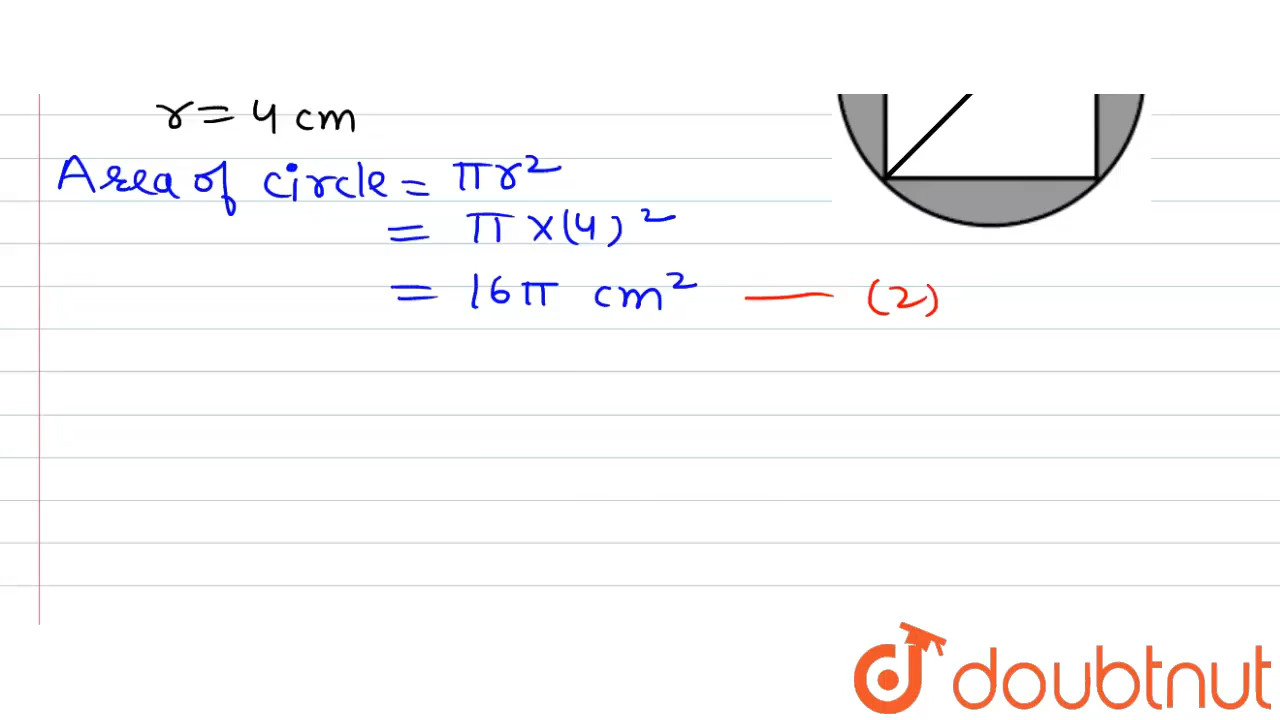 r = 4 cm
Area of circle = πr²
= π × (4)²
= 16π cm² —— (2)
doubtnut